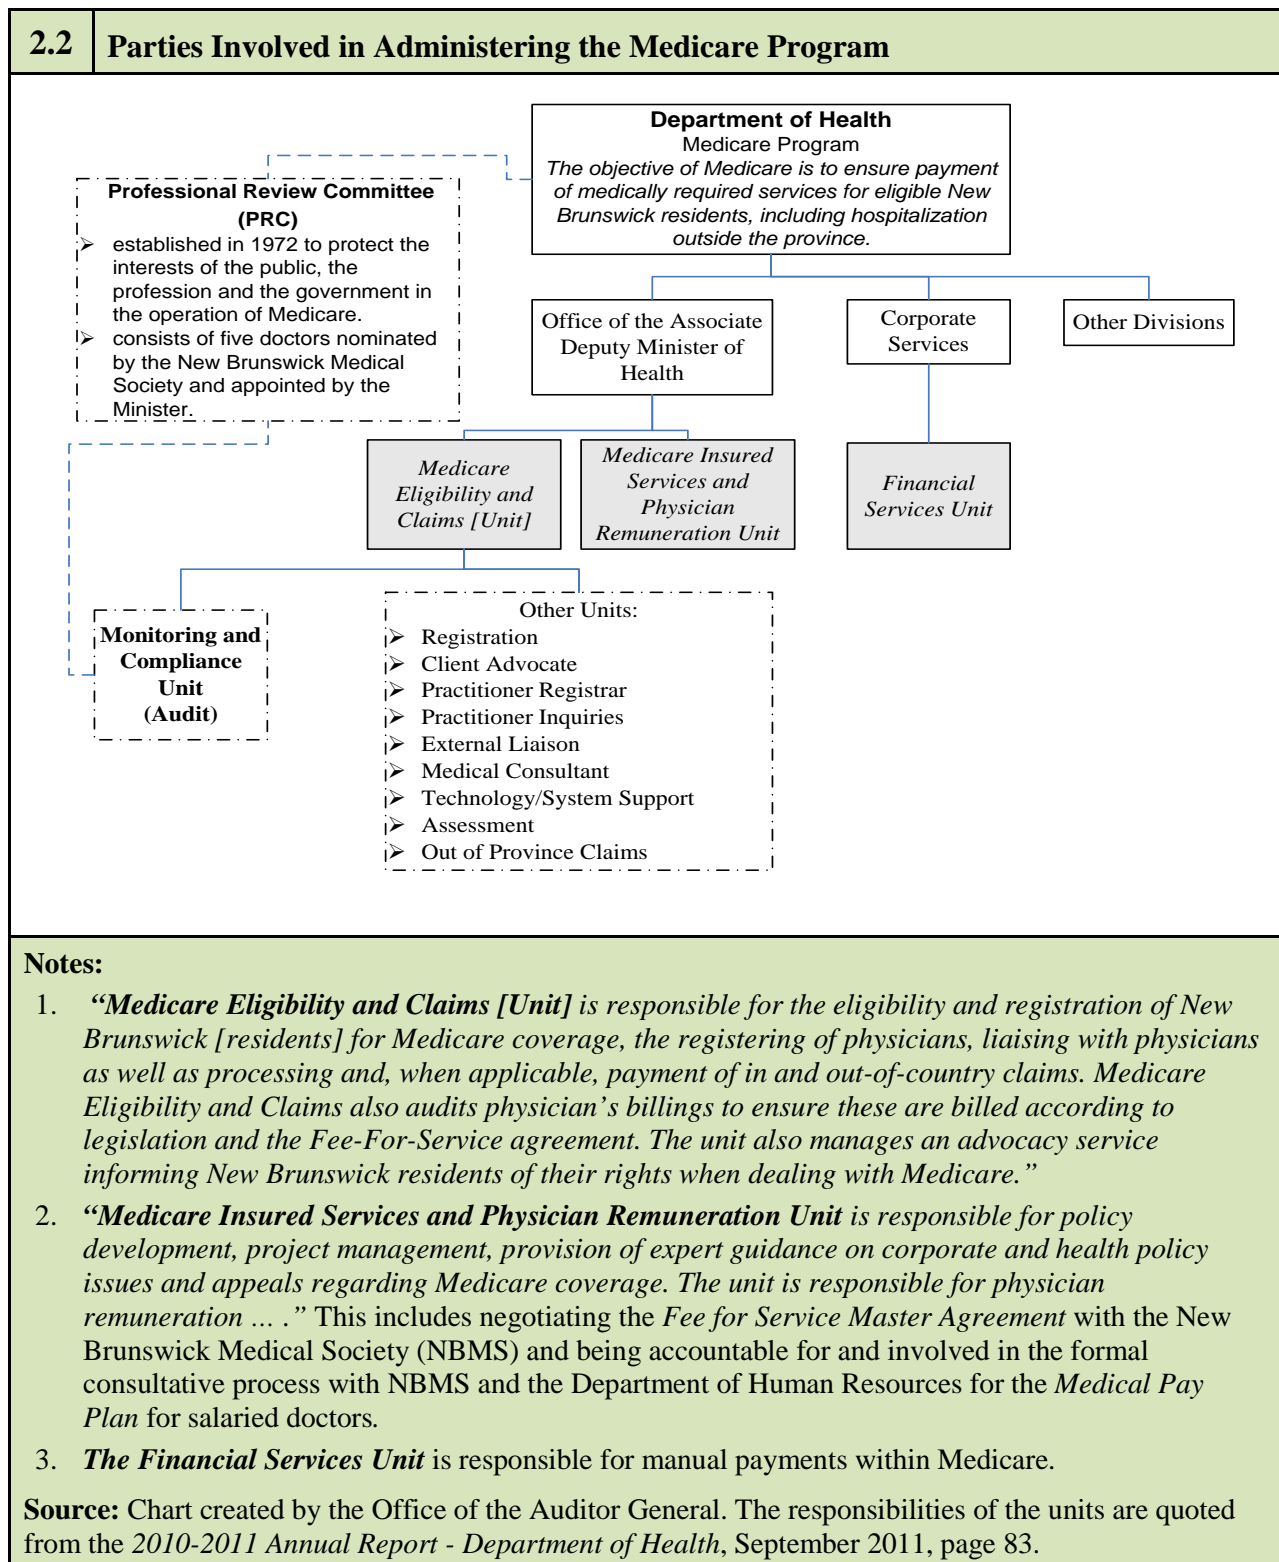 2.2 Parties Involved in Administering the Medicare Program
Department of Health
Medicare Program
The objective of Medicare is to ensure payment
of medically required services for eligible New
Brunswick residents, including hospitalization
outside the province.
Professional Review Committee
(PRC)
➢ established in 1972 to protect the
interests of the public, the
profession and the government in
the operation of Medicare.
➢ consists of five doctors nominated
by the New Brunswick Medical
Society and appointed by the
Minister.
Office of the Associate
Deputy Minister of
Health
Corporate
Services
Other Divisions
Medicare
Eligibility and
Claims [Unit]
Medicare Insured
Services and
Physician
Remuneration Unit
Financial
Services Unit
Monitoring and
Compliance
Unit
(Audit)
Other Units:
➢ Registration
➢ Client Advocate
➢ Practitioner Registrar
➢ Practitioner Inquiries
➢ External Liaison
➢ Medical Consultant
➢ Technology/System Support
➢ Assessment
➢ Out of Province Claims
Notes:
1. “Medicare Eligibility and Claims [Unit] is responsible for the eligibility and registration of New
Brunswick [residents] for Medicare coverage, the registering of physicians, liaising with physicians
as well as processing and, when applicable, payment of in and out-of-country claims. Medicare
Eligibility and Claims also audits physician’s billings to ensure these are billed according to
legislation and the Fee-For-Service agreement. The unit also manages an advocacy service
informing New Brunswick residents of their rights when dealing with Medicare.”
2. “Medicare Insured Services and Physician Remuneration Unit is responsible for policy
development, project management, provision of expert guidance on corporate and health policy
issues and appeals regarding Medicare coverage. The unit is responsible for physician
remuneration … .” This includes negotiating the Fee for Service Master Agreement with the New
Brunswick Medical Society (NBMS) and being accountable for and involved in the formal
consultative process with NBMS and the Department of Human Resources for the Medical Pay
Plan for salaried doctors.
3. The Financial Services Unit is responsible for manual payments within Medicare.
Source: Chart created by the Office of the Auditor General. The responsibilities of the units are quoted
from the 2010-2011 Annual Report - Department of Health, September 2011, page 83.